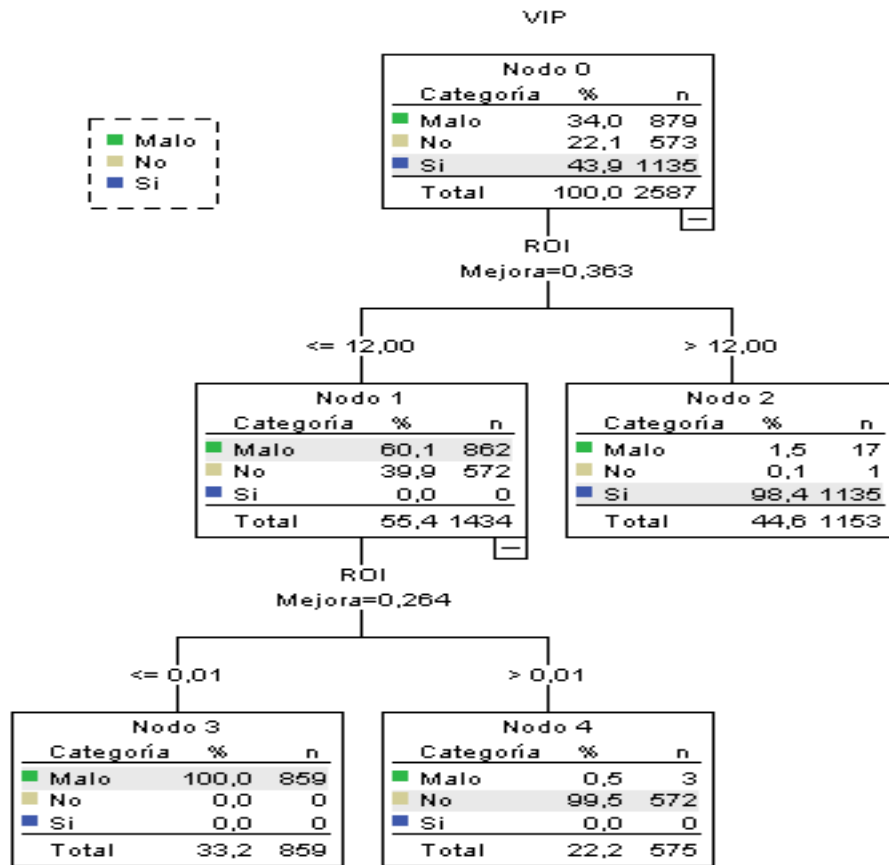 VIP
Nodo 0
Categoría % n
Malo 34,0 879
No 22,1 573
Si 43,9 1135
Total 100,0 2587
Malo
No
Si
ROI
Mejora=0,363
<= 12,00
> 12,00
Nodo 1
Categoría % n
Malo 60,1 862
No 39,9 572
Si 0,0 0
Total 55,4 1434
Nodo 2
Categoría % n
Malo 1,5 17
No 0,1 1
Si 98,4 1135
Total 44,6 1153
ROI
Mejora=0,264
<= 0,01
> 0,01
Nodo 3
Categoría % n
Malo 100,0 859
No 0,0 0
Si 0,0 0
Total 33,2 859
Nodo 4
Categoría % n
Malo 0,5 3
No 99,5 572
Si 0,0 0
Total 22,2 575